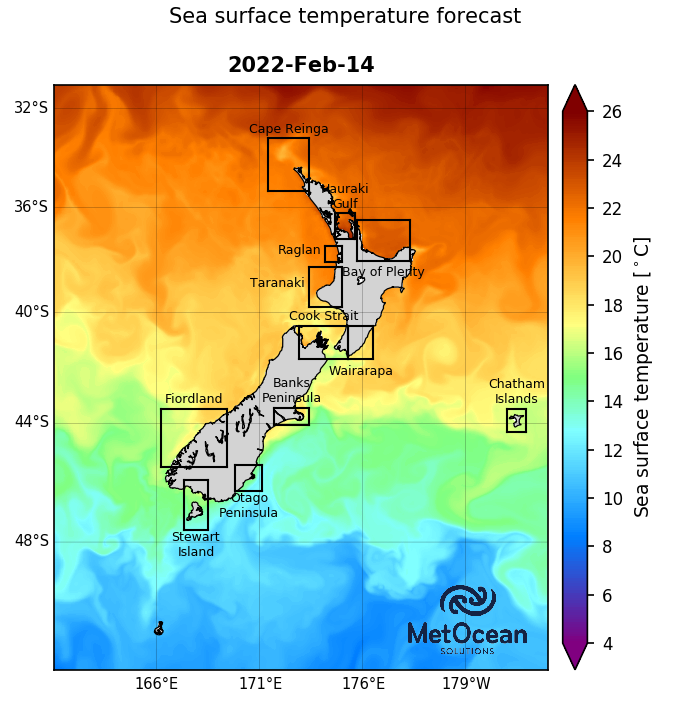 Sea surface temperature forecast
2022-Feb-14
32°S
36°S
40°S
44°S
48°S
166°E
171°E
176°E
179°W
Cape Reinga
Hauraki
Gulf
Raglan
Bay of Plenty
Taranaki
Cook Strait
Wairarapa
Banks
Peninsula
Fiordland
Chatham
Islands
Otago
Peninsula
Stewart
Island
MetOcean
SOLUTIONS
26
24
22
20
18
16
14
12
10
8
6
4
Sea surface temperature [°C]